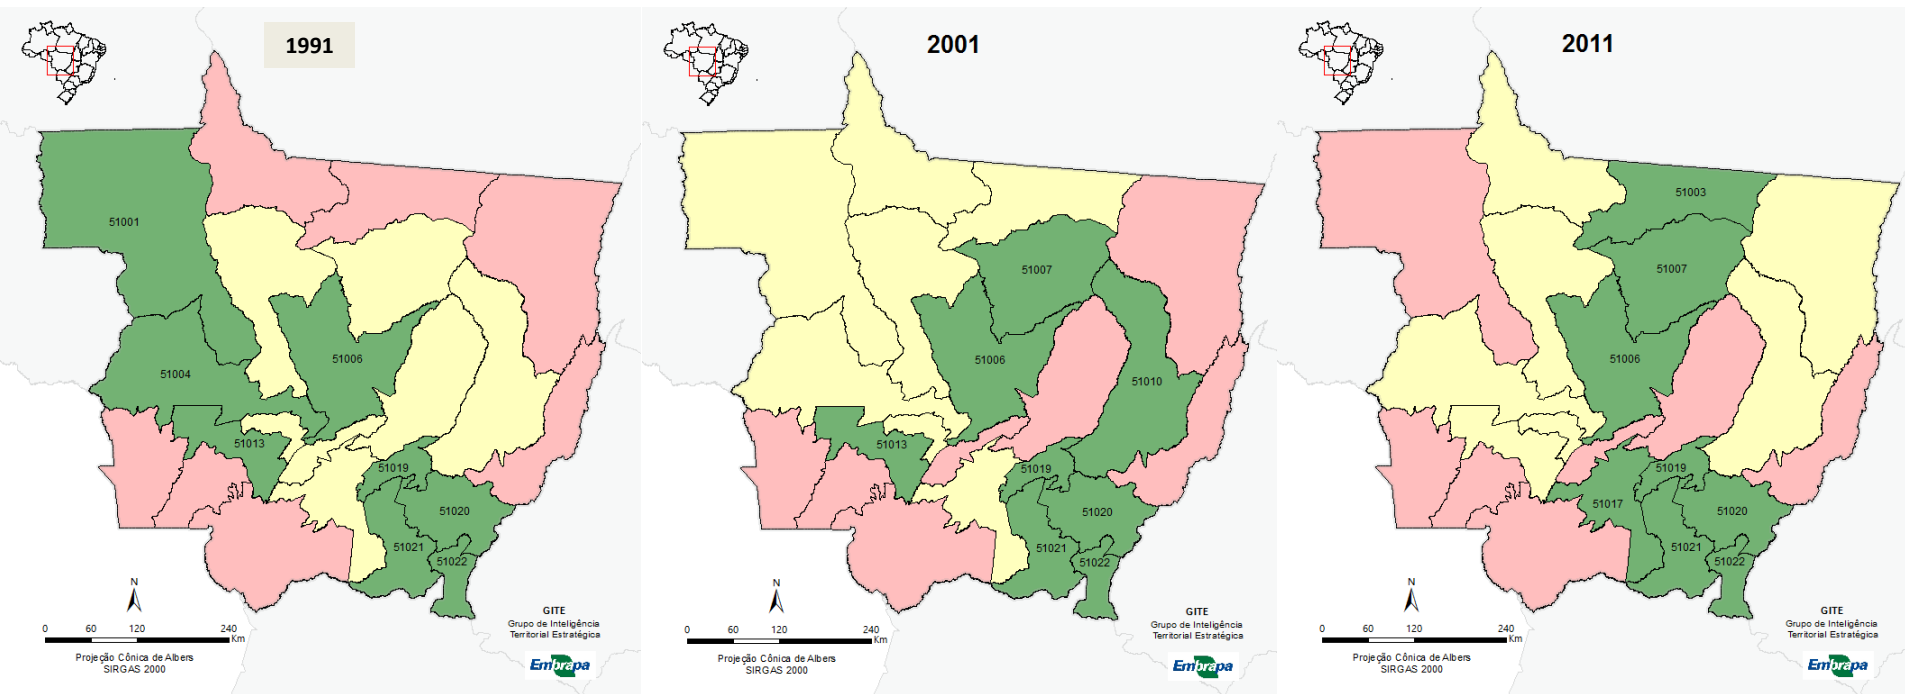 1991
51001
51004
51006
51013
51019
51020
51021
51022
N
0 60 120 240
Km
Projeção Cônica de Albers
SIRGAS 2000
GITE
Grupo de Inteligência
Territorial Estratégica
Embrapa
2001
51007
51006
51010
51013
51019
51020
51021
51022
N
0 60 120 240
Km
Projeção Cônica de Albers
SIRGAS 2000
GITE
Grupo de Inteligência
Territorial Estratégica
Embrapa
2011
51003
51007
51006
51019
51017
51020
51021
51022
N
0 60 120 240
Km
Projeção Cônica de Albers
SIRGAS 2000
GITE
Grupo de Inteligência
Territorial Estratégica
Embrapa